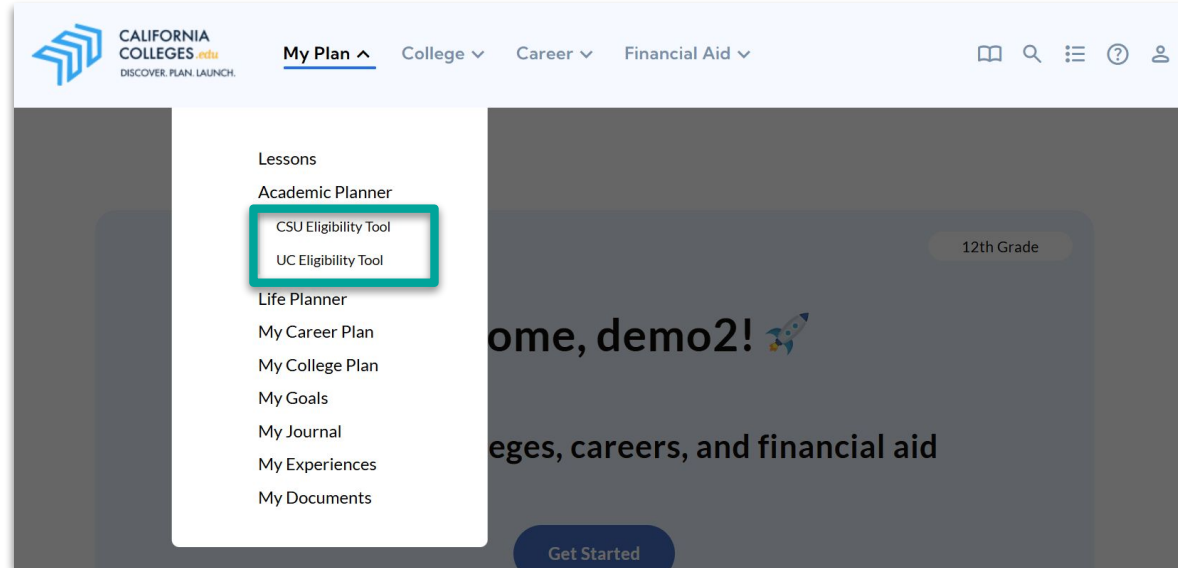 CALIFORNIA
COLLEGES.edu
DISCOVER. PLAN. LAUNCH.
My Plan College Career Financial Aid
Lessons
Academic Planner
CSU Eligibility Tool
UC Eligibility Tool
Life Planner
My Career Plan
My College Plan
My Goals
My Journal
My Experiences
My Documents
12th Grade
ome, demo2! 🚀
eges, careers, and financial aid
Get Started